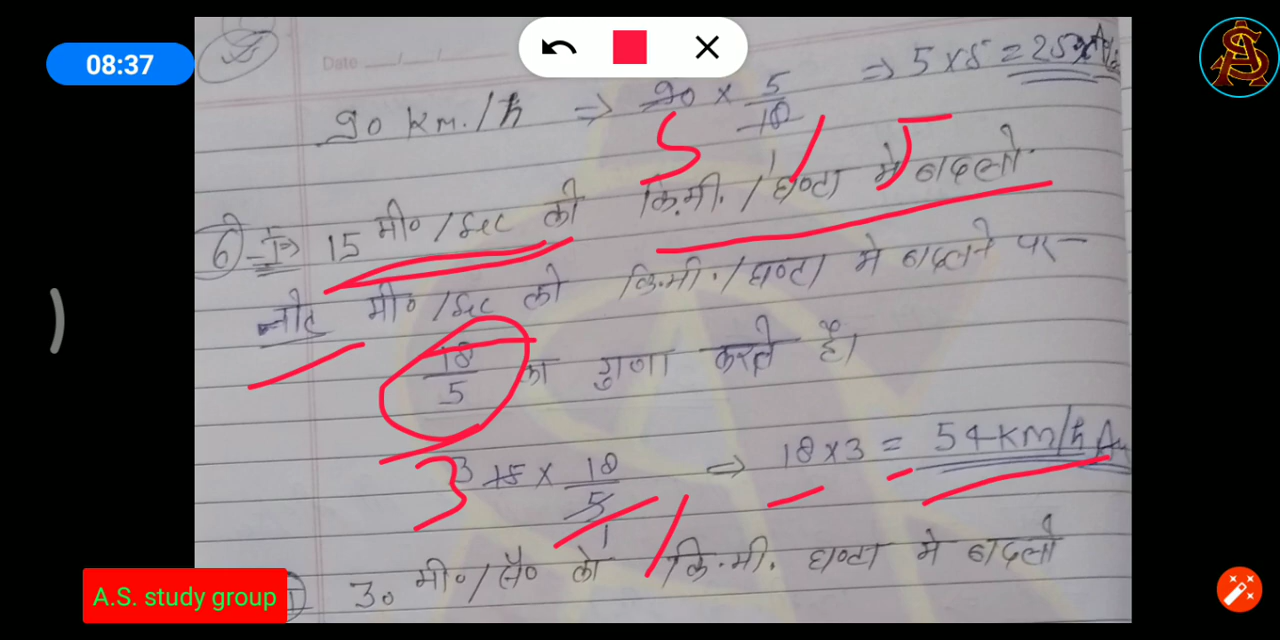 08:37
Date
90 km./h ⇒ 90 × 5/18 ⇒ 5×5 = 25
6 I⇒ 15 मी०/sec को कि.मी./घण्टा मे बदलो
नोट मी०/sec को कि.मी./घण्टा मे बदलने पर-
18/5 का गुणा करते है।
3 15 × 18/5 ⇒ 18×3 = 54 km/h Ans
30 मी०/सै० को कि.मी. घण्टा मे बदलो
A.S. study group